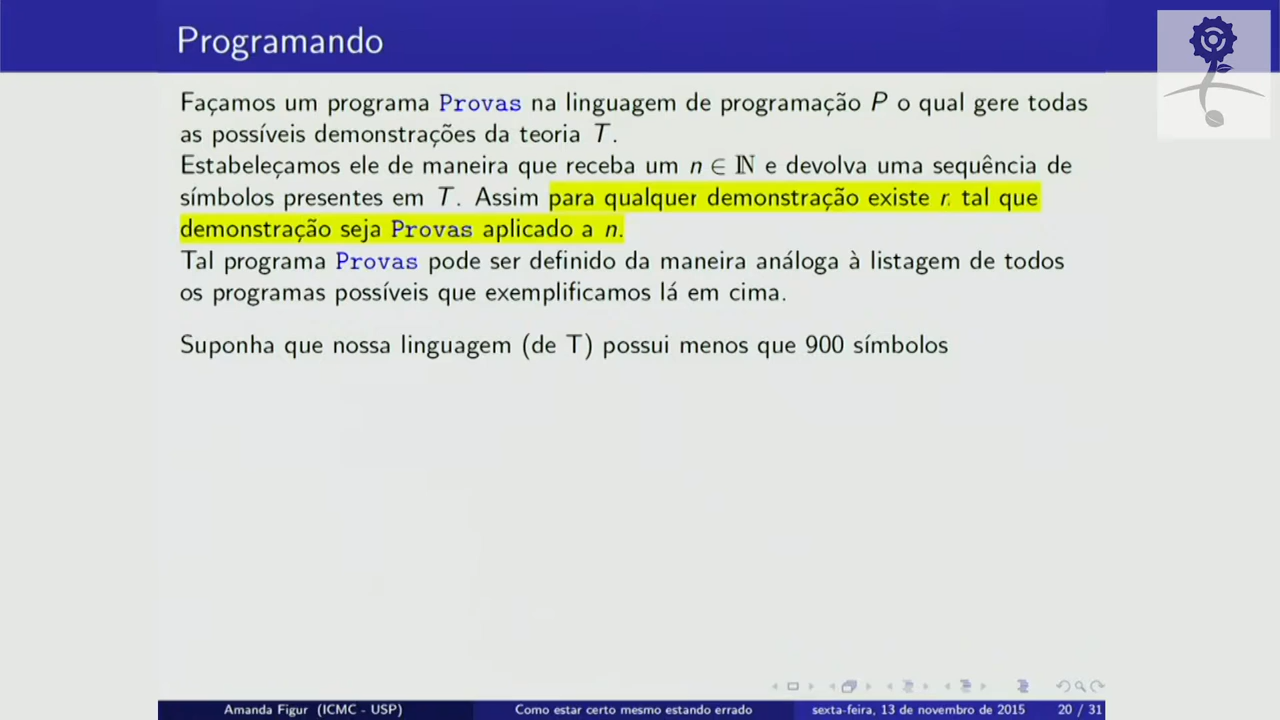 Programando
Façamos um programa Provas na linguagem de programação P o qual gere todas
as possíveis demonstrações da teoria T.
Estabeleçamos ele de maneira que receba um n ∈ ℕ e devolva uma sequência de
símbolos presentes em T. Assim para qualquer demonstração existe n tal que
demonstração seja Provas aplicado a n.
Tal programa Provas pode ser definido da maneira análoga à listagem de todos
os programas possíveis que exemplificamos lá em cima.
Suponha que nossa linguagem (de T) possui menos que 900 símbolos
Amanda Figur (ICMC - USP) Como estar certo mesmo estando errado sexta-feira, 13 de novembro de 2015 20 / 31